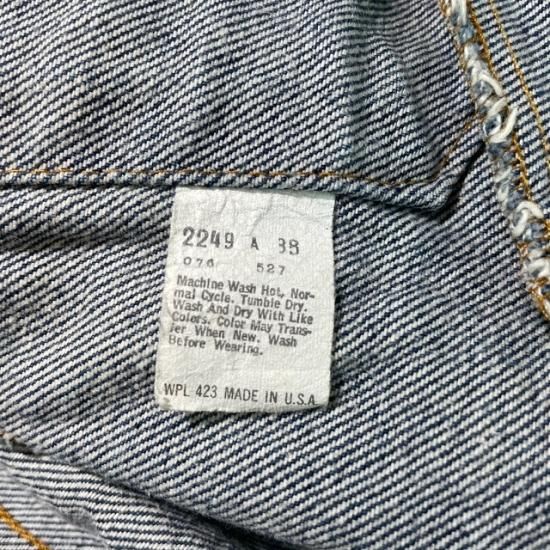 2249 A 38
076 527
Machine Wash Hot, Nor-
mal Cycle. Tumble Dry.
Wash And Dry With Like
Colors. Color May Trans-
fer When New. Wash
Before Wearing.
WPL 423 MADE IN U.S.A.